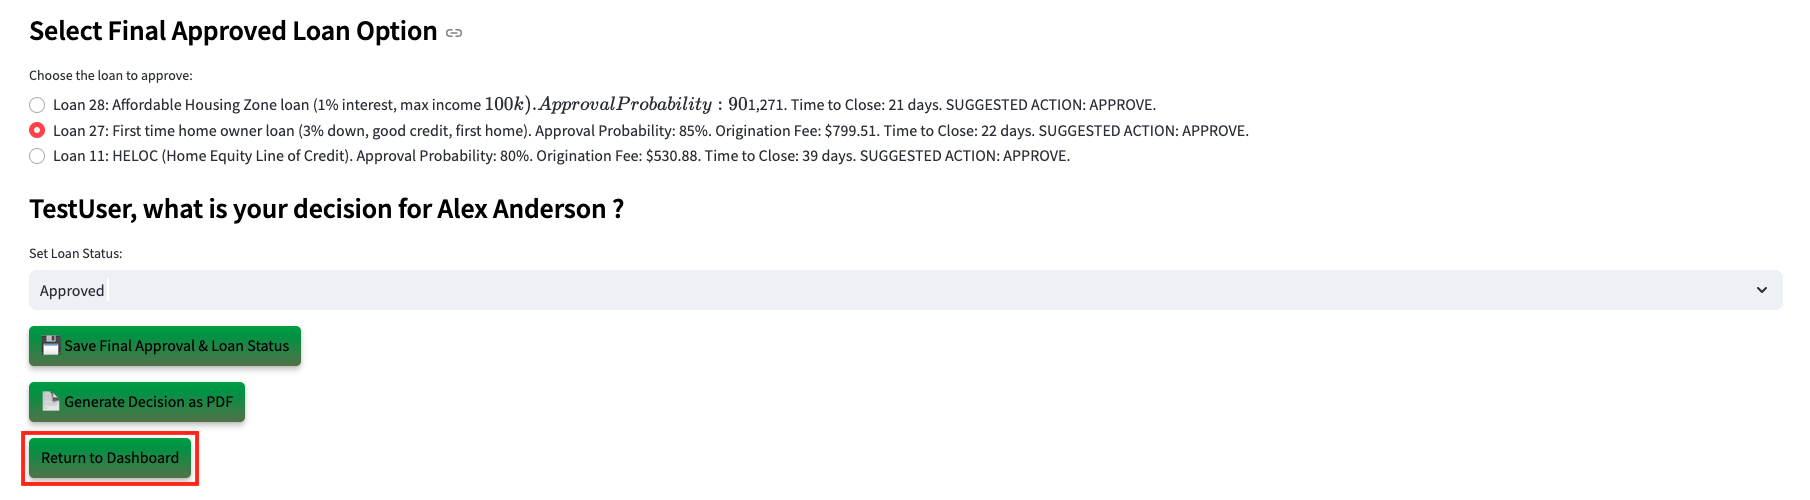 Select Final Approved Loan Option
Choose the loan to approve:
Loan 28: Affordable Housing Zone loan (1% interest, max income 100k).ApprovalProbability:901,271. Time to Close: 21 days. SUGGESTED ACTION: APPROVE.
Loan 27: First time home owner loan (3% down, good credit, first home). Approval Probability: 85%. Origination Fee: $799.51. Time to Close: 22 days. SUGGESTED ACTION: APPROVE.
Loan 11: HELOC (Home Equity Line of Credit). Approval Probability: 80%. Origination Fee: $530.88. Time to Close: 39 days. SUGGESTED ACTION: APPROVE.
TestUser, what is your decision for Alex Anderson ?
Set Loan Status:
Approved
Save Final Approval & Loan Status
Generate Decision as PDF
Return to Dashboard